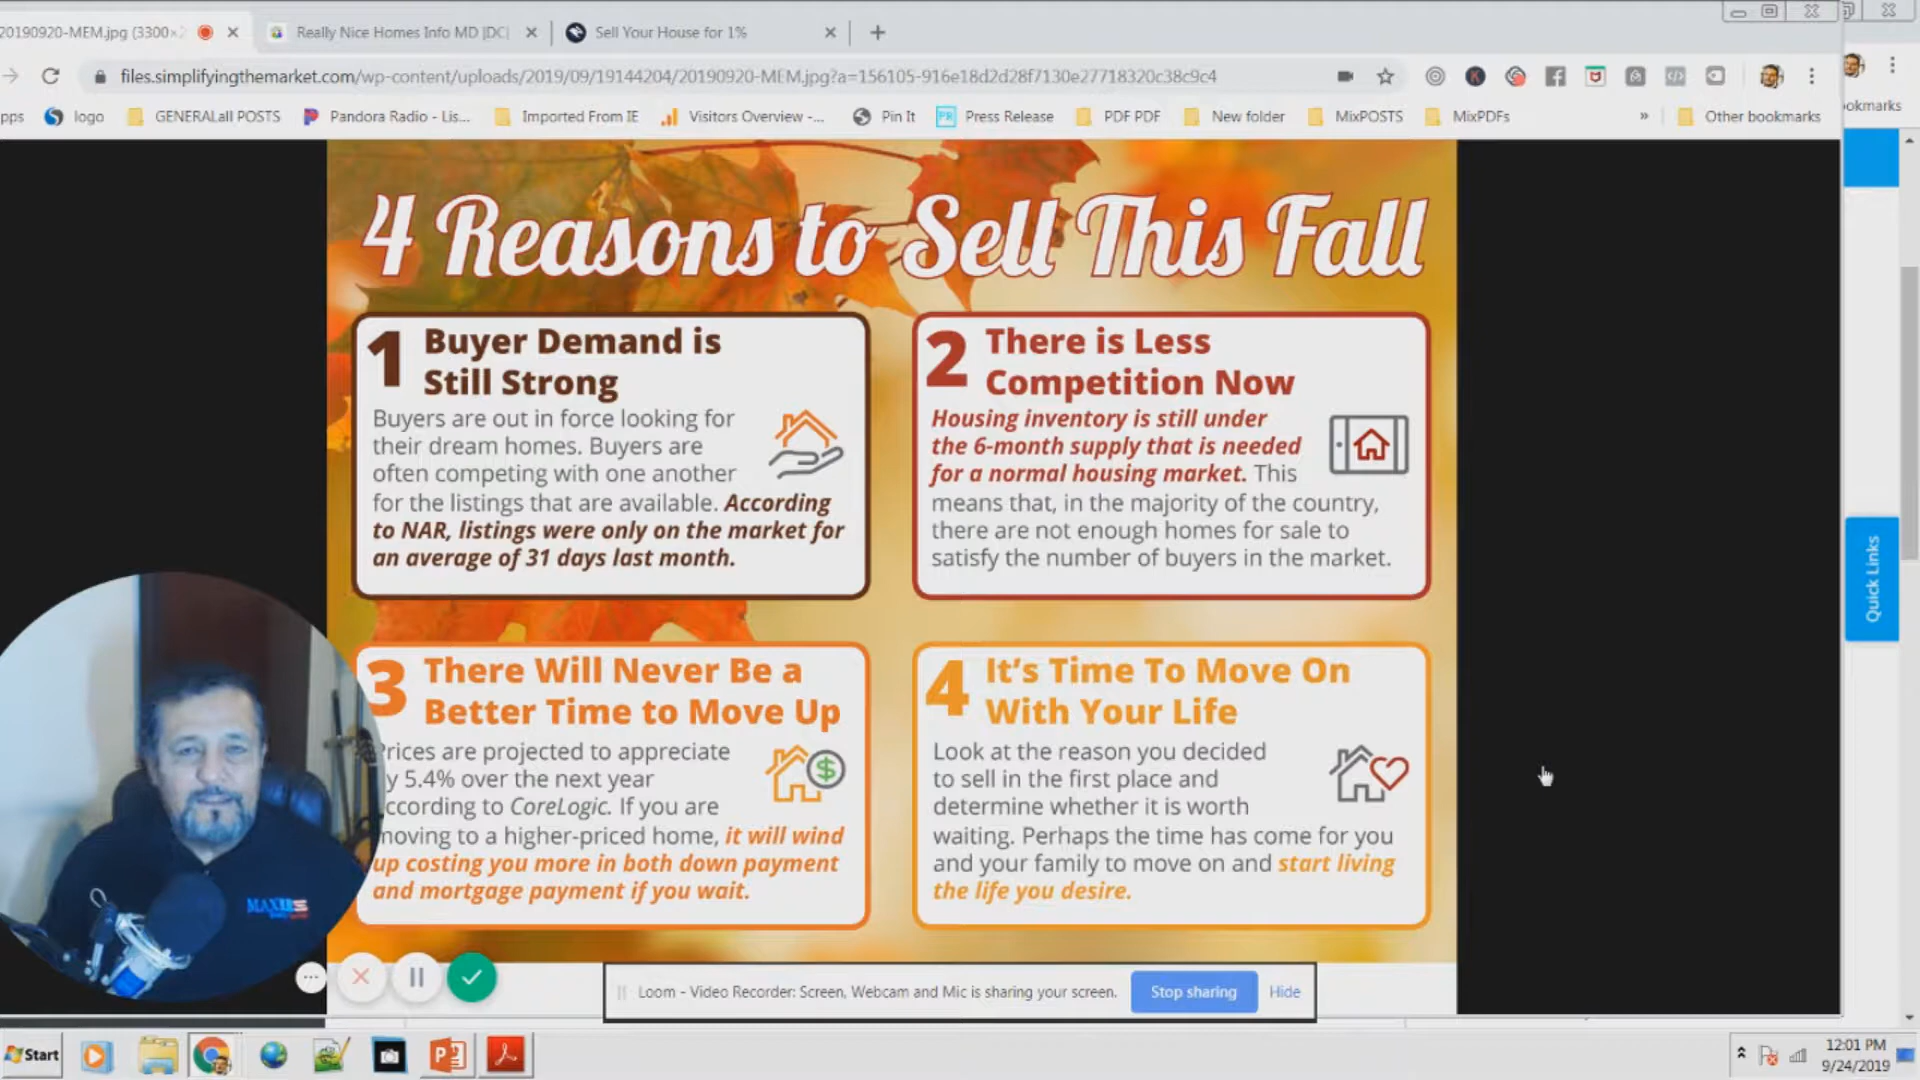 20190920-MEM.jpg (3300×
Really Nice Homes Info MD |DC|
Sell Your House for 1%
files.simplifyingthemarket.com/wp-content/uploads/2019/09/19144204/20190920-MEM.jpg?a=156105-916e18d2d28f7130e27718320c38c9c4
pps
logo
GENERALall POSTS
Pandora Radio - Lis...
Imported From IE
Visitors Overview -...
Pin It
Press Release
PDF PDF
New folder
MixPOSTS
MixPDFs
»
Other bookmarks
okmarks
4 Reasons to Sell This Fall
1 Buyer Demand is
Still Strong
Buyers are out in force looking for
their dream homes. Buyers are
often competing with one another
for the listings that are available. According
to NAR, listings were only on the market for
an average of 31 days last month.
2 There is Less
Competition Now
Housing inventory is still under
the 6-month supply that is needed
for a normal housing market. This
means that, in the majority of the country,
there are not enough homes for sale to
satisfy the number of buyers in the market.
3 There Will Never Be a
Better Time to Move Up
rices are projected to appreciate
y 5.4% over the next year
ccording to CoreLogic. If you are
moving to a higher-priced home, it will wind
up costing you more in both down payment
and mortgage payment if you wait.
4 It's Time To Move On
With Your Life
Look at the reason you decided
to sell in the first place and
determine whether it is worth
waiting. Perhaps the time has come for you
and your family to move on and start living
the life you desire.
Quick Links
Loom - Video Recorder: Screen, Webcam and Mic is sharing your screen.
Stop sharing
Hide
Start
12:01 PM
9/24/2019